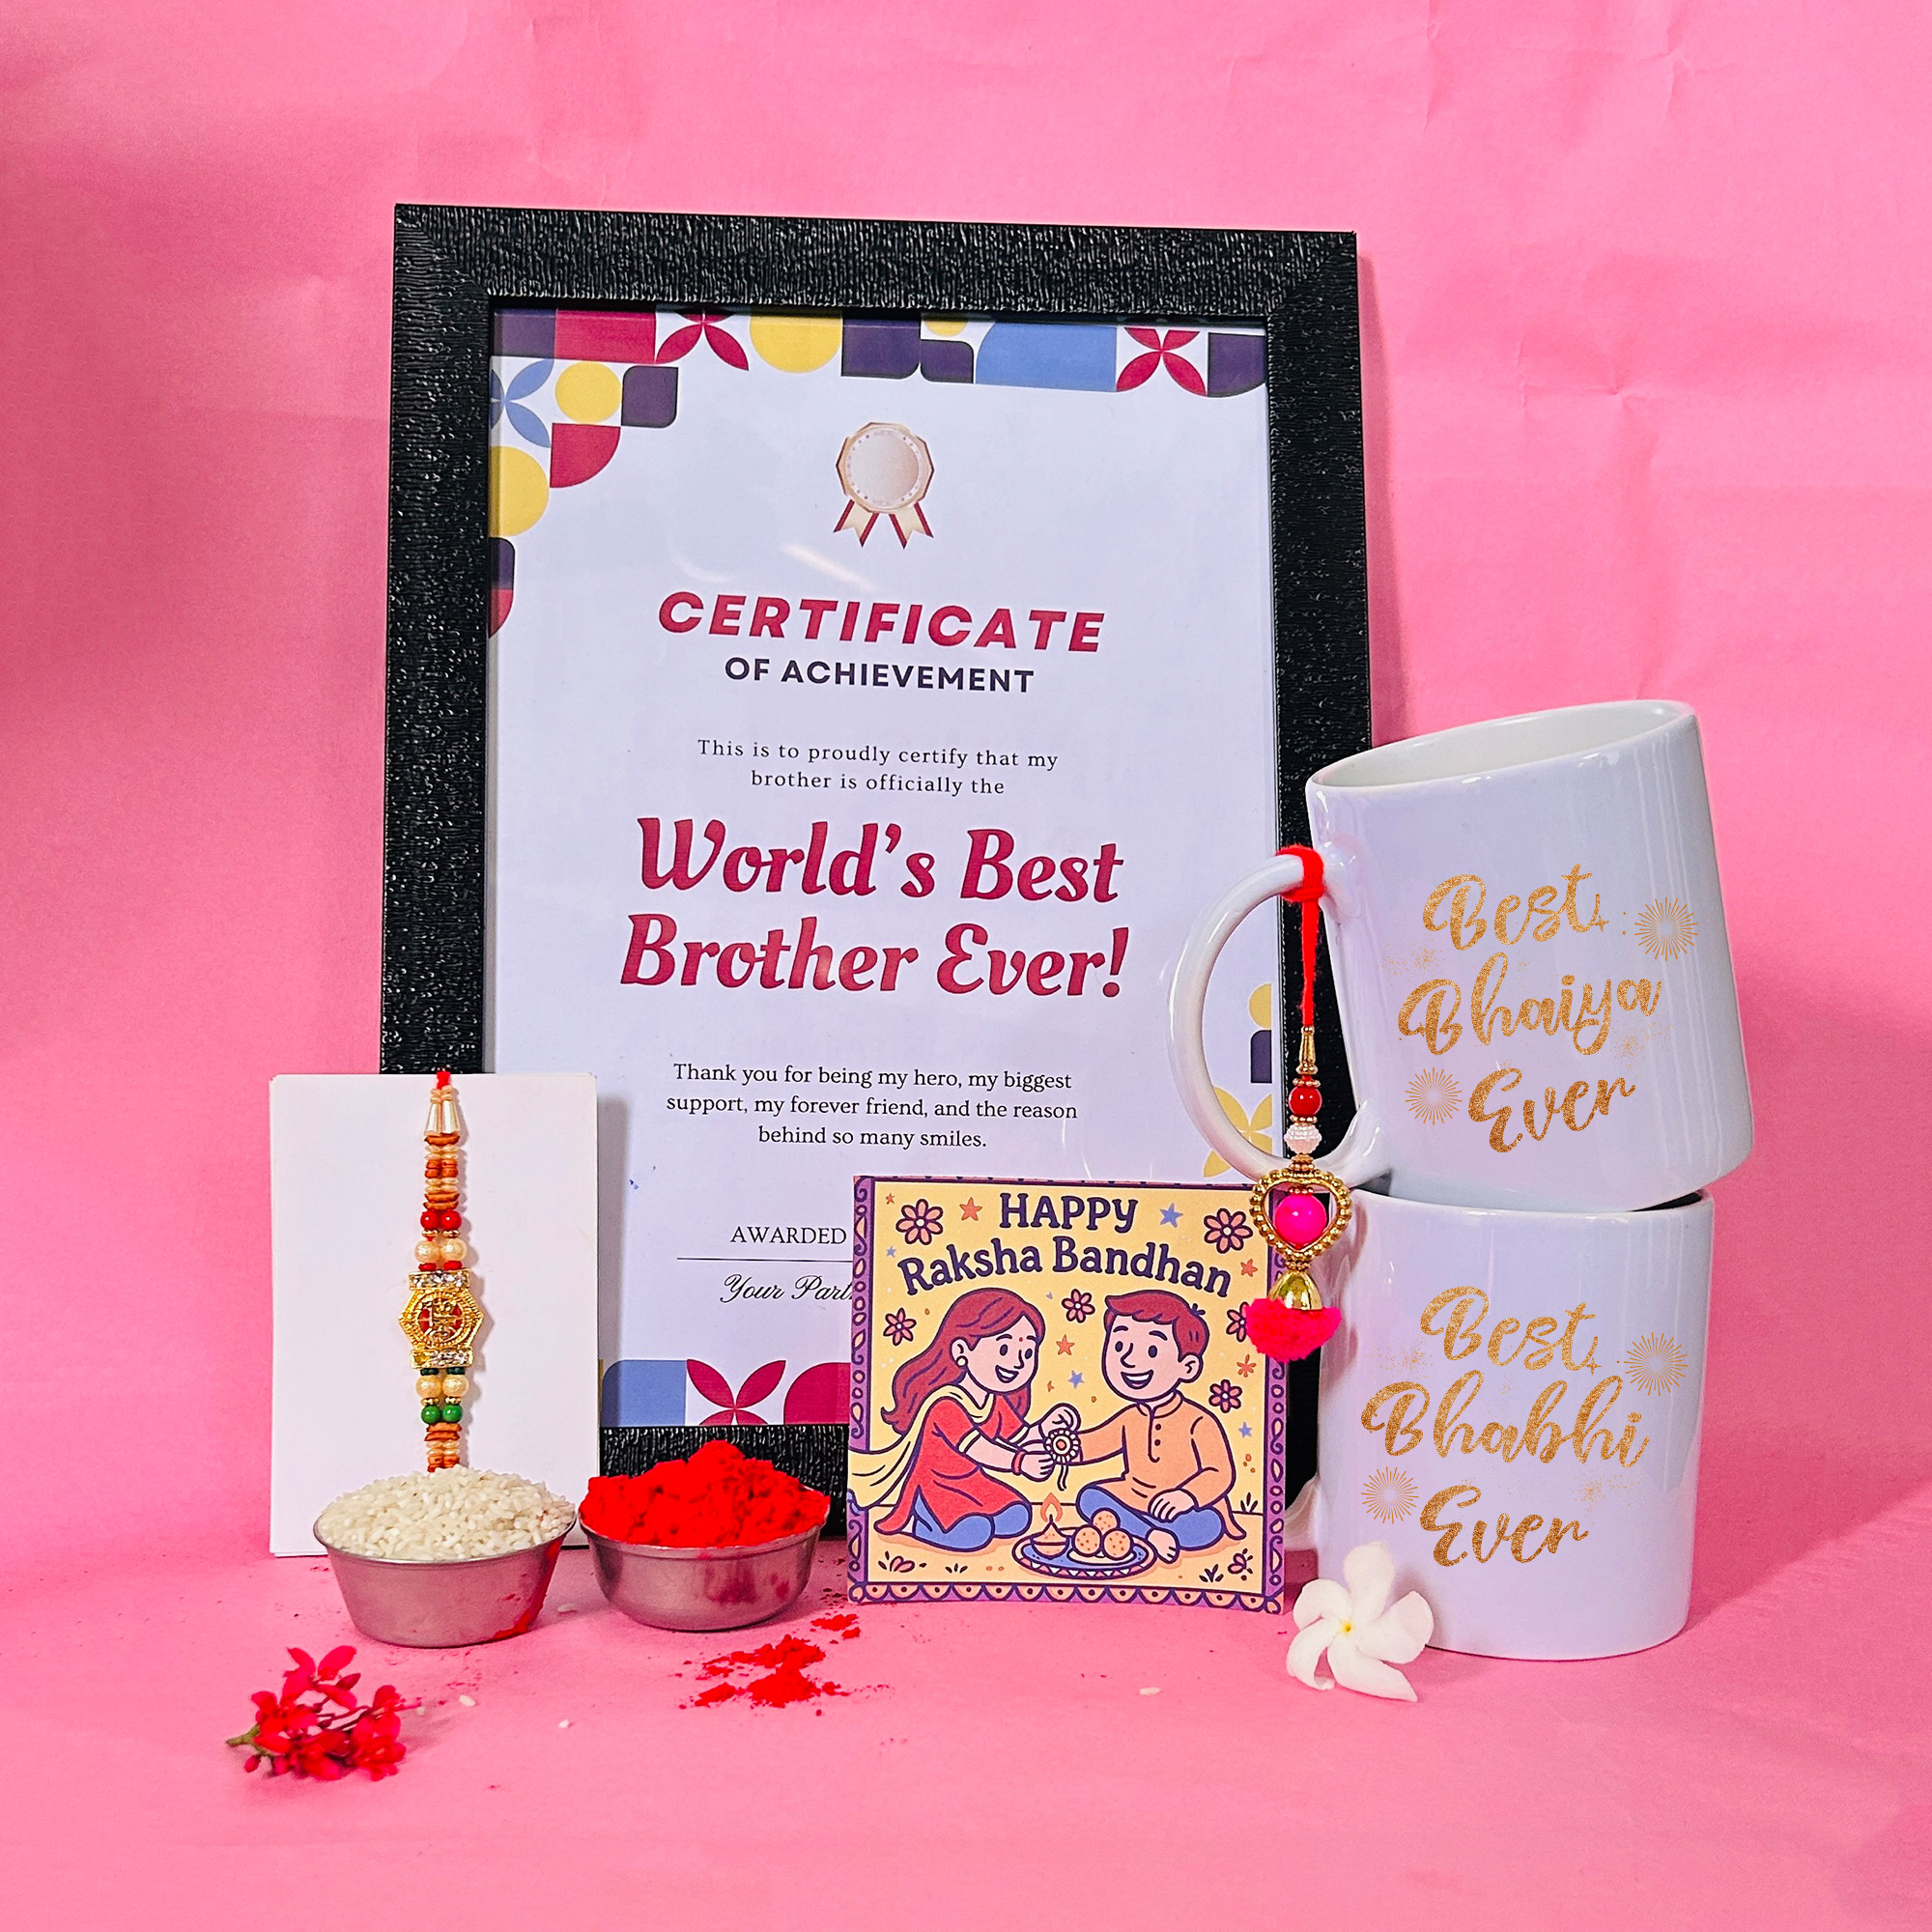 CERTIFICATE
OF ACHIEVEMENT
This is to proudly certify that my
brother is officially the
World's Best
Brother Ever!
Thank you for being my hero, my biggest
support, my forever friend, and the reason
behind so many smiles.
AWARDED
Your
HAPPY
Raksha Bandhan
Best
Bhaiya
Ever
Best
Bhabhi
Ever